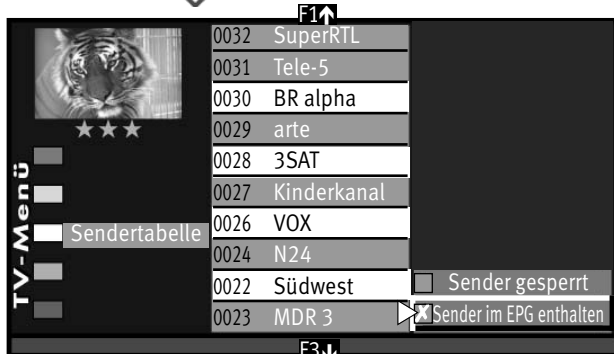 F1↑
0032 SuperRTL
0031 Tele-5
0030 BR alpha
0029 arte
0028 3SAT
0027 Kinderkanal
0026 VOX
0024 N24
0022 Südwest
0023 MDR 3
TV-Menü
Sendertabelle
Sender gesperrt
Sender im EPG enthalten
F3↓